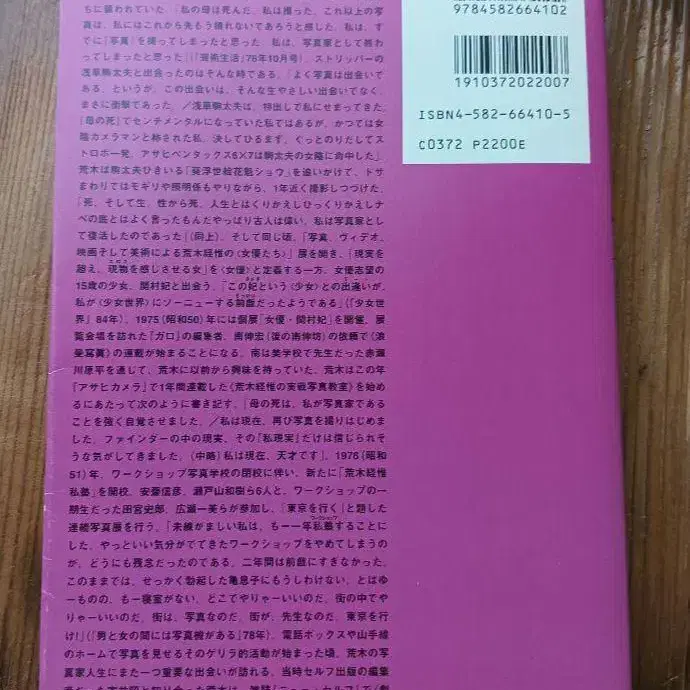 ちに襲われていた。「私の母は死んだ。私は撮った。これ以上の写
真は、私にはこれから先もう撮れないであろうと感じた。私は、す
でに「写真」を撮ってしまったと思った 私は、写真家として終わ
ってしまったと思った」(「芸術生活」'76年10月号)。ストリッパーの
浅草駒太夫と出会ったのはそんな時である。「よく写真は出会いで
ある、というが、この出会いは、そんな生やさしい出会いでなく、
まさに衝撃であった。／浅草駒太夫は、特出しで私にせまってきた。
「母の死」でセンチメンタルになっていた私ではあるが、かつては女
陰カメラマンと称された私、決してひるまず、ぐっとのりだしてス
トロボ一発。アサヒペンタックス6×7は駒太夫の女陰に命中した」。
荒木は駒太夫ひきいる「葵浮世絵花魁ショウ」を追いかけて、ドサ
まわりではモギリや照明係もやりながら、1年近く撮影しつづけた。
「死、そして生。性から死。人生とはくりかえしひっくりかえしナ
ベの底とはよく言ったもんだやっぱり古人は偉い。私は写真家とし
て復活したのであった」(同上)。そして同じ頃、「写真、ヴィデオ、
映画そして美術による荒木経惟の〈女優たち〉」展を開き、「現実を
超え、現物を感じさせる女」を〈女優〉と定義する一方、女優志望の
15歳の少女、関村妃と出会う。「この妃という〈少女〉との出逢いが、
私が〈少女世界〉にソーニューする前戯だったようである」(「少女世
界」84年)。1975(昭和50)年には個展「女優・関村妃」を開催。展
覧会場を訪れた『ガロ』の編集者、南伸宏(後の南伸坊)の依頼で《浪
曼写真》の連載が始まることになる。南は美学校で先生だった赤瀬
川原平を通じて、荒木に以前から興味を持っていた。荒木はこの年
『アサヒカメラ』で1年間連載した《荒木経惟の実戦写真教室》を始め
るにあたって次のように書き記す。「母の死は、私が写真家である
ことを強く自覚させました。／私は現在、再び写真を撮りはじめま
した。ファインダーの中の現実、その「私現実」だけは信じられそ
うな気がしてきました。(中略)私は現在、天才です」。1976(昭和
51)年、ワークショップ写真学校の閉校に伴い、新たに「荒木経惟
私塾」を開校。安齋信彦、瀬戸山和樹ら6人と、ワークショップの一
期生だった田宮史郎、広瀬一美らが参加し、「東京を行く」と題した
連続写真展を行う。「未練がましい私は、も一一年私塾することに
ワークショップ
した。やっといい気分がでてきたワークショップをやめてしまうの
が、どうにも残念だったのである。二年間は前戯にすぎなかった。
このままでは、せっかく勃起した亀息子にもうしわけない。とはゆ
ーものの、もー寝室がない。どこでやりゃーいいのだ。街の中でや
りゃーいいのだ。街は、写真なのだ。街が、先生なのだ。東京を行
け!」(「男と女の間には写真機がある」'78年)。電話ボックスや山手線
のホームで写真を見せるそのゲリラ的活動が始まった頃、荒木の写
真家人生にまた一つ重要な出会いが訪れる。当時セルフ出版の編集
9784582664102
1910372022007
ISBN4-582-66410-5
C0372 P2200E